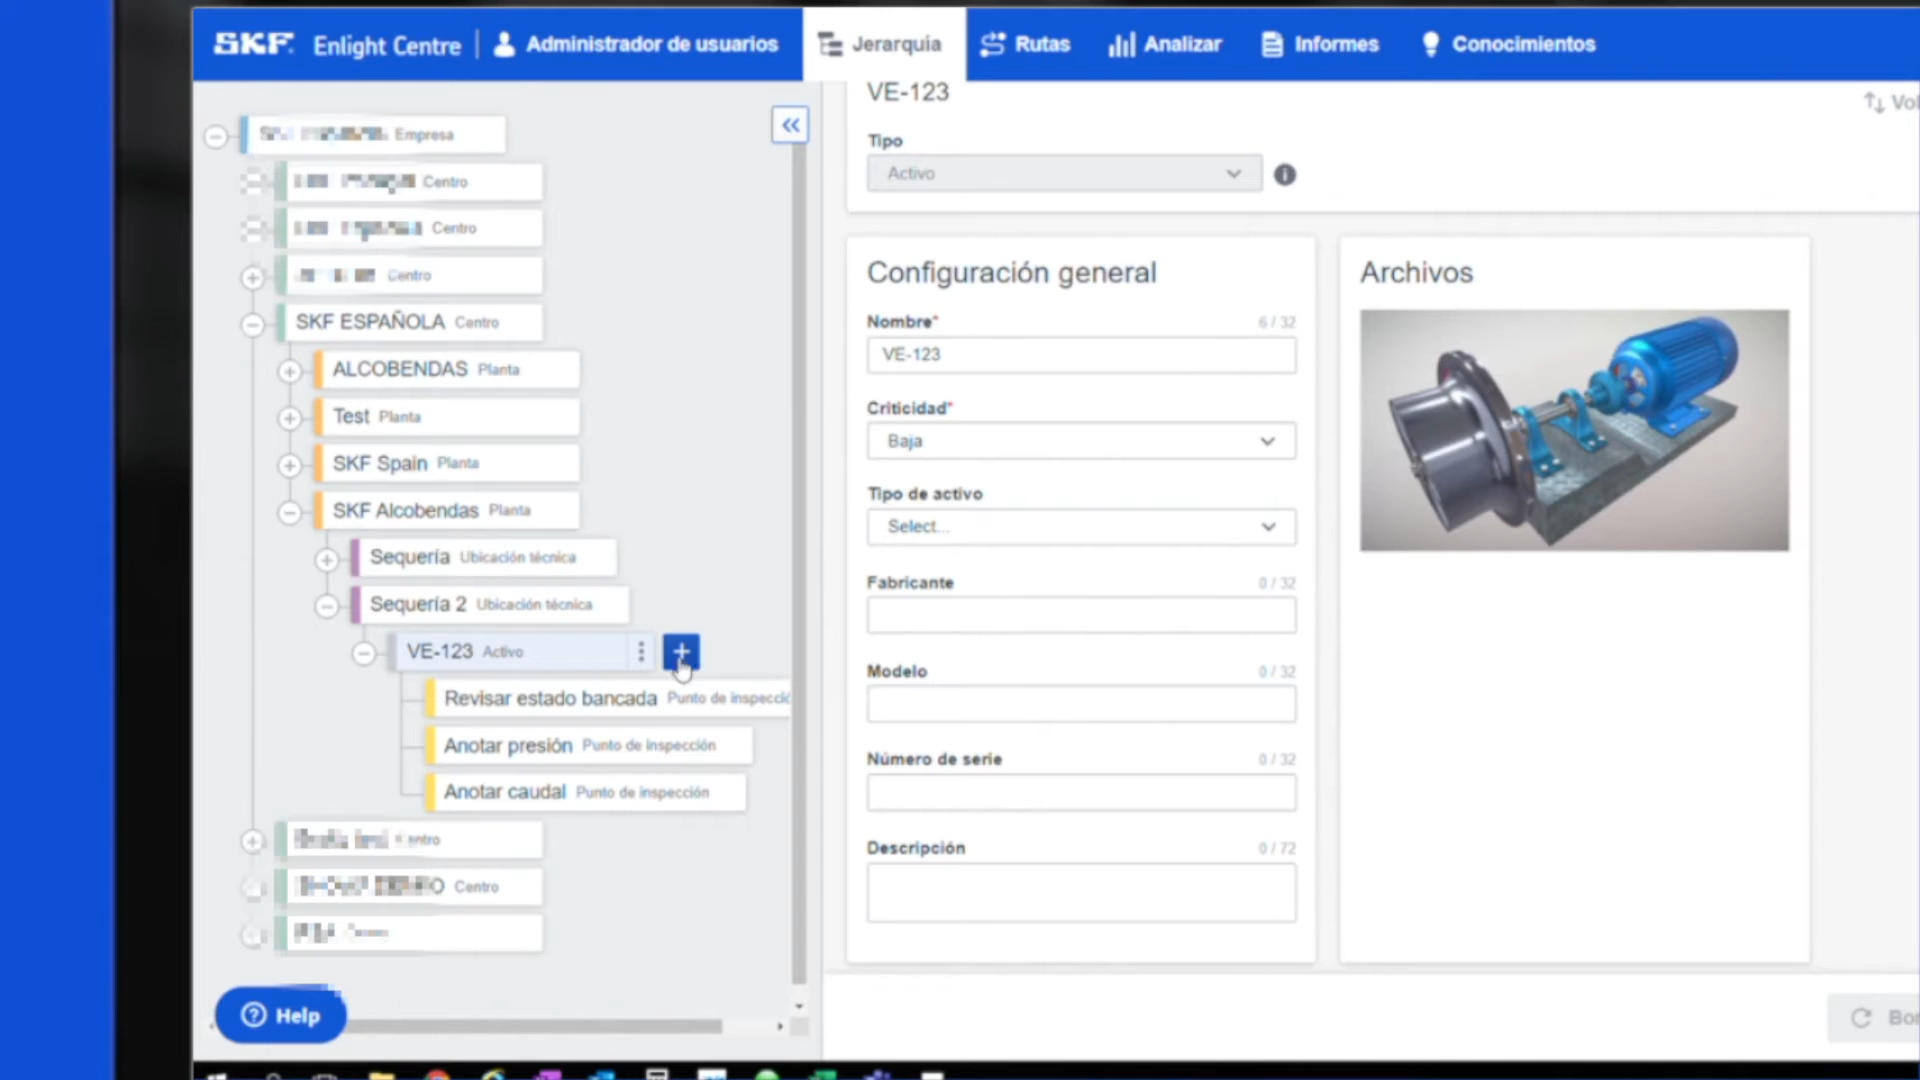 SKF. Enlight Centre Administrador de usuarios Jerarquía Rutas Analizar Informes Conocimientos
VE-123
Tipo
Activo
Empresa
Centro
Centro
Centro
SKF ESPAÑOLA Centro
ALCOBENDAS Planta
Test Planta
SKF Spain Planta
SKF Alcobendas Planta
Sequería Ubicación técnica
Sequería 2 Ubicación técnica
VE-123 Activo
Revisar estado bancada Punto de inspecció
Anotar presión Punto de inspección
Anotar caudal Punto de inspección
Centro
Help
Configuración general
Nombre* 6 / 32
VE-123
Criticidad*
Baja
Tipo de activo
Select...
Fabricante 0 / 32
Modelo 0 / 32
Número de serie 0 / 32
Descripción 0 / 72
Archivos